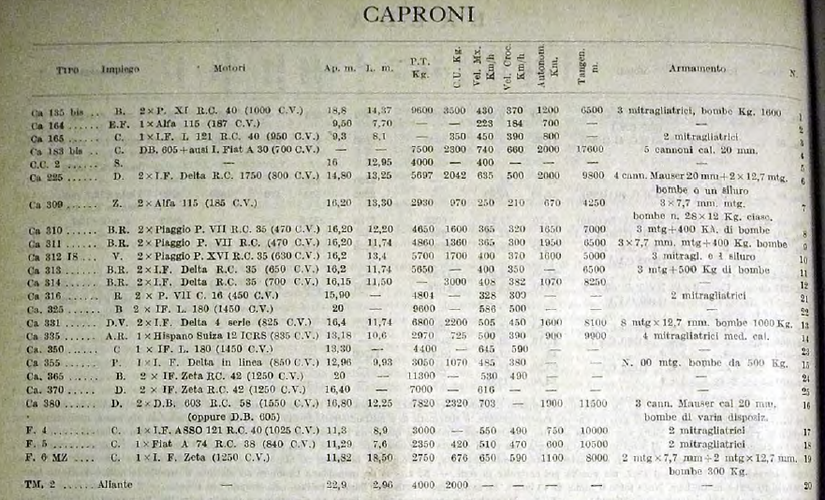 CAPRONI
TIPO Impiego Motori Ap. m. L. m. P.T. Kg. C.U. Kg. Vel. Mx. Km/h Vel. Croc. Km/h Autonom. Km. Tangen. m. Armamento N.
Ca 135 bis .. B. 2×P. XI R.C. 40 (1000 C.V.) 18,8 14,37 9600 3500 430 370 1200 6500 3 mitragliatrici, bombe Kg. 1600 1
Ca 164 ...... E.F. 1×Alfa 115 (187 C.V.) 9,50 7,70 — — 223 184 700 — — 2
Ca 165 ...... C. 1×I.F. L 121 R.C. 40 (950 C.V.) 9,3 8,1 — 350 450 390 800 — 2 mitragliatrici 3
Ca 183 bis .. C. DB. 605+ausi I. Fiat A 30 (700 C.V.) — — 7500 2300 740 660 2000 17600 5 cannoni cal. 20 mm. 4
C.C. 2 ...... S. — 16 12,95 4000 — 400 — — — — 5
Ca 225 ...... D. 2×I.F. Delta R.C. 1750 (800 C.V.) 14,80 13,25 5697 2042 635 500 2000 9800 4 cann. Mauser 20 mm+2×12,7 mtg. 6
bombe o un siluro
Ca 309 ...... Z. 2×Alfa 115 (185 C.V.) 16,20 13,30 2930 970 250 210 670 4250 3×7,7 mm. mtg. 7
bombe n. 28×12 Kg. ciasc.
Ca 310 ...... B.R. 2×Piaggio P. VII R.C. 35 (470 C.V.) 16,20 12,20 4650 1600 365 320 1650 7000 3 mtg+400 Kh. di bombe 8
Ca 311 ...... B.R. 2×Piaggio P. VII R.C. (470 C.V.) 16,20 11,74 4860 1360 365 300 1950 6500 3×7,7 mm. mtg+400 Kg. bombe 9
Ca 312 IS .. V. 2×Piaggio P. XVI R.C. 35 (630 C.V.) 16,2 13,4 5700 1700 400 370 1600 5000 3 mitragl. e 1 siluro 10
Ca 313 ...... B.R. 2×I.F. Delta R.C. 35 (650 C.V.) 16,2 11,74 5650 — 400 350 — 6500 3 mtg+500 Kg di bombe 11
Ca 314 ...... B.R. 2×I.F. Delta R.C. 35 (700 C.V.) 16,15 11,50 — 3000 408 382 1070 8250 — 12
Ca 316 ...... R 2 × P. VII C. 16 (450 C.V.) 15,90 — 4804 — 328 300 — — 2 mitragliatrici 21
Ca. 325 ...... B 2 × IF. L. 180 (1450 C.V.) 20 — 9600 — 586 500 — — — 22
Ca 331 ...... D.V. 2×I.F. Delta 4 serie (825 C.V.) 16,4 11,74 6800 2200 505 450 1600 8100 8 mtg×12,7 mm. bombe 1000 Kg. 13
Ca 335 ...... A.R. 1×Hispano Suiza 12 ICRS (835 C.V.) 13,18 10,6 2970 725 500 390 900 9900 4 mitragliatrici med. cal. 14
Ca. 350 ...... C 1 × IF. L. 180 (1450 C.V.) 13,30 — 4400 — 645 590 — — — 23
Ca 355 ...... P. 1×I. F. Delta in linea (850 C.V.) 12,96 9,93 3050 1070 485 380 — — N. 00 mtg. bombe da 500 Kg. 15
Ca. 365 ...... B. 2 × IF. Zeta RC. 42 (1250 C.V.) 20 — 11300 — 530 490 — — — 24
Ca. 370 ...... D. 2 × IF. Zeta RC. 42 (1250 C.V.) 16,40 — 7000 — 616 — — — — 25
Ca 380 ...... D. 2×D.B. 603 R.C. 58 (1550 C.V.) 16,80 12,25 7820 2320 703 — 1900 11500 3 cann. Mauser cal 20 mm. 16
(oppure D.B. 605) bombe di varia disposiz.
F. 4 ........ C. 1×I.F. ASSO 121 R.C. 40 (1025 C.V.) 11,3 8,9 3000 — 550 490 750 10000 2 mitragliatrici 17
F. 5 ........ C. 1×Fiat A 74 R.C. 38 (840 C.V.) 11,29 7,6 2350 420 510 470 600 10500 2 mitragliatrici 18
F. 6 MZ .... C. 1×I. F. Zeta (1250 C.V.) 11,82 18,50 2750 676 650 590 1100 8000 2 mtg×7,7 mm+2 mtg×12,7 mm. 19
bombe 300 Kg.
TM. 2 ...... Aliante — 22,9 2,96 4000 2000 — — — — — 20